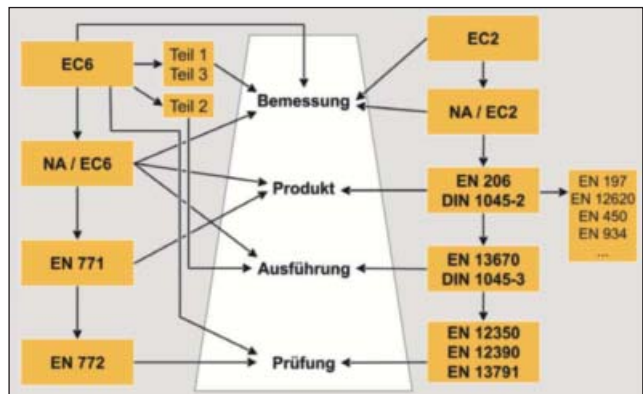 EC6
Teil 1
Teil 3
Teil 2
NA / EC6
EN 771
EN 772
Bemessung
Produkt
Ausführung
Prüfung
EC2
NA / EC2
EN 206
DIN 1045-2
EN 13670
DIN 1045-3
EN 12350
EN 12390
EN 13791
EN 197
EN 12620
EN 450
EN 934
...